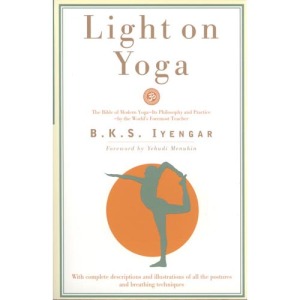 Light on
Yoga
ॐ
The Bible of Modern Yoga—Its Philosophy and Practice
—by the World's Foremost Teacher
B.K.S. IYENGAR
Foreword by Yehudi Menuhin
With complete descriptions and illustrations of all the postures
and breathing techniques